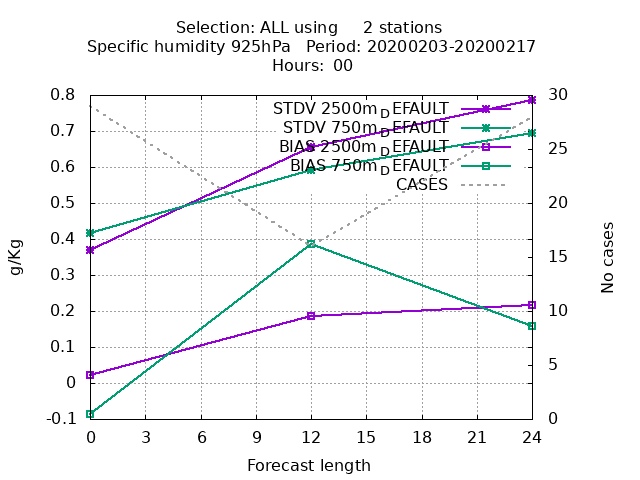 Selection: ALL using     2 stations
Specific humidity 925hPa   Period: 20200203-20200217
Hours:  00
STDV 2500m_DEFAULT
STDV 750m_DEFAULT
BIAS 2500m_DEFAULT
BIAS 750m_DEFAULT
CASES
0.8
0.7
0.6
0.5
0.4
0.3
0.2
0.1
0
-0.1
g/Kg
30
25
20
15
10
5
0
No cases
0 3 6 9 12 15 18 21 24
Forecast length